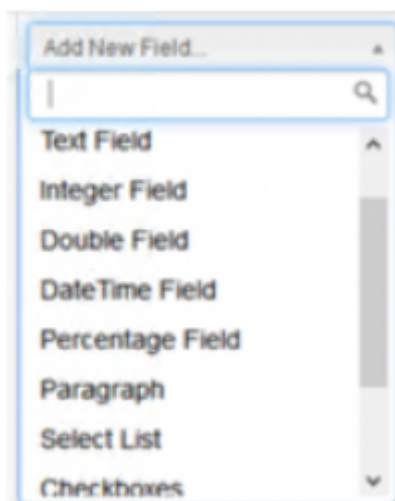 Add New Field...
Text Field
Integer Field
Double Field
DateTime Field
Percentage Field
Paragraph
Select List
Checkboxes